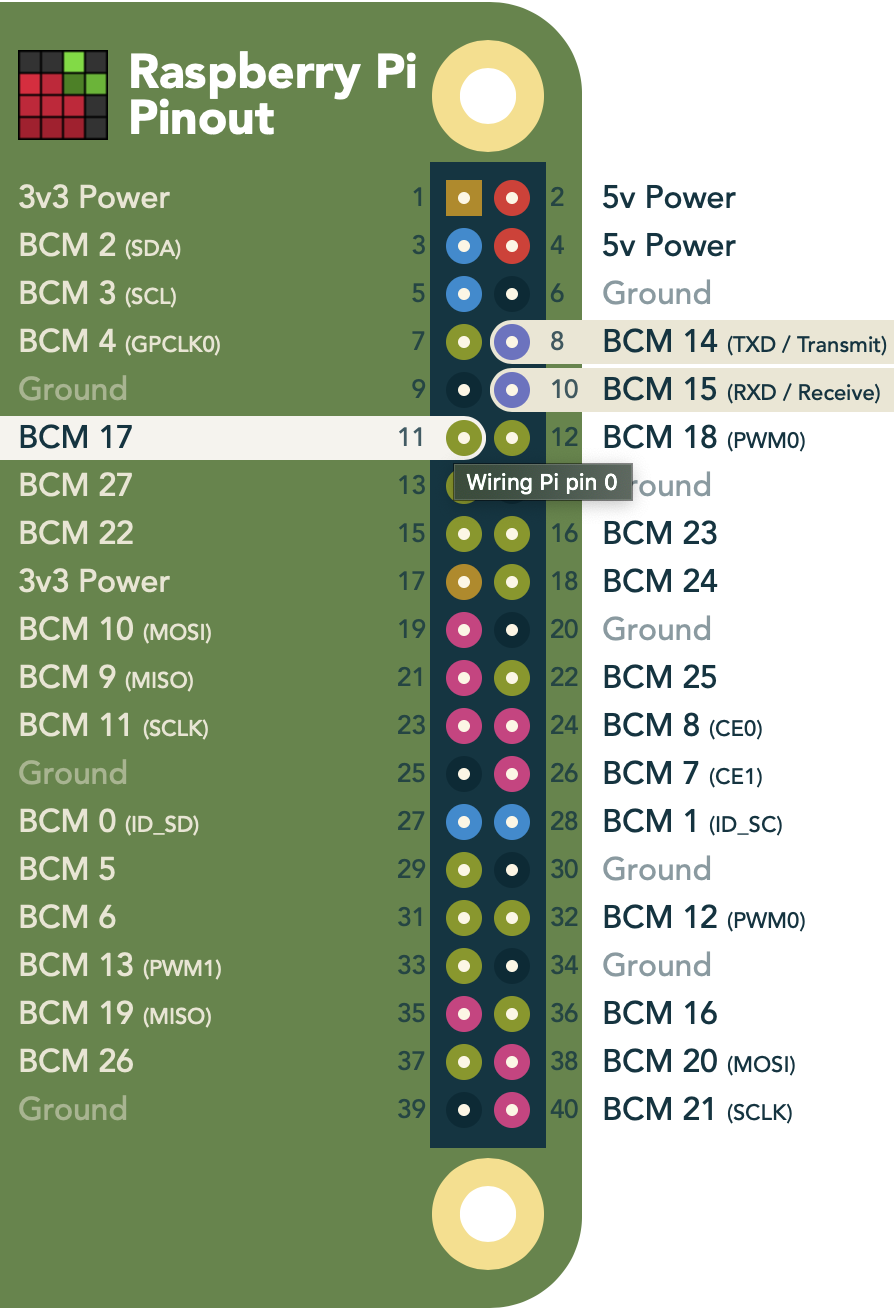 Raspberry Pi
Pinout
3v3 Power 1 2 5v Power
BCM 2 (SDA) 3 4 5v Power
BCM 3 (SCL) 5 6 Ground
BCM 4 (GPCLK0) 7 8 BCM 14 (TXD / Transmit)
Ground 9 10 BCM 15 (RXD / Receive)
BCM 17 11 12 BCM 18 (PWM0)
BCM 27 13 Wiring Pi pin 0 round
BCM 22 15 16 BCM 23
3v3 Power 17 18 BCM 24
BCM 10 (MOSI) 19 20 Ground
BCM 9 (MISO) 21 22 BCM 25
BCM 11 (SCLK) 23 24 BCM 8 (CE0)
Ground 25 26 BCM 7 (CE1)
BCM 0 (ID_SD) 27 28 BCM 1 (ID_SC)
BCM 5 29 30 Ground
BCM 6 31 32 BCM 12 (PWM0)
BCM 13 (PWM1) 33 34 Ground
BCM 19 (MISO) 35 36 BCM 16
BCM 26 37 38 BCM 20 (MOSI)
Ground 39 40 BCM 21 (SCLK)